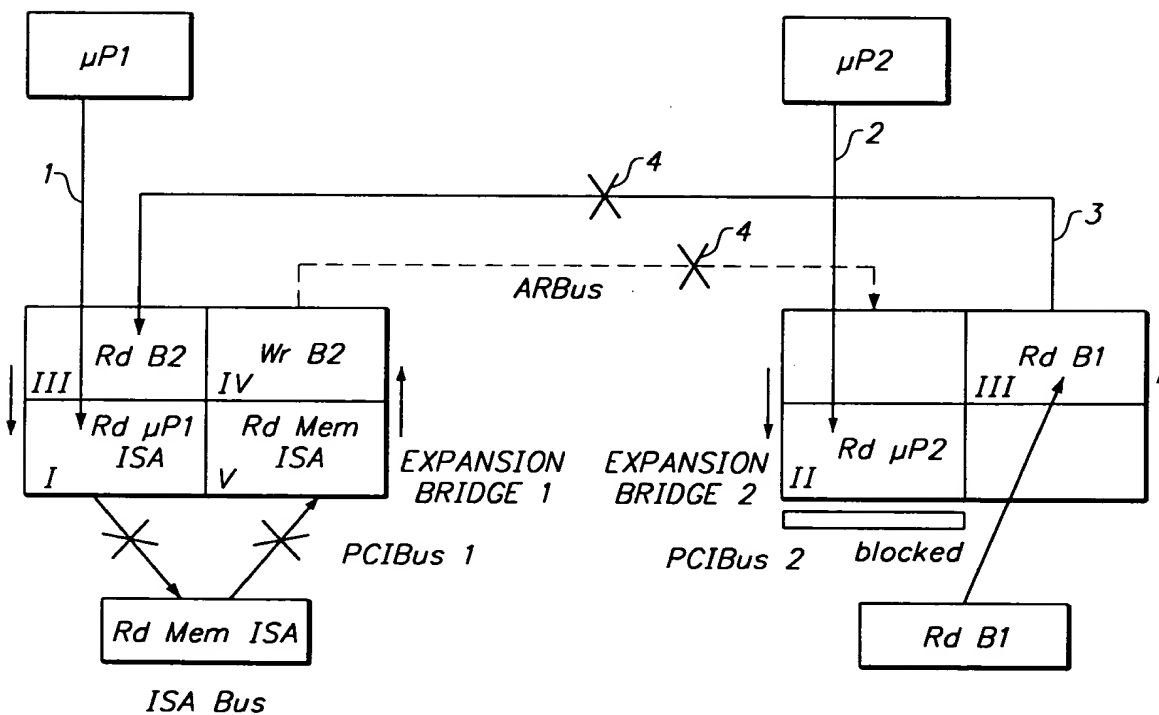 µP1
µP2
1
2
4
3
4
ARBus
Rd B2
III
Wr B2
IV
Rd B1
III
Rd µP1
ISA
I
Rd Mem
ISA
V
EXPANSION
BRIDGE 1
EXPANSION
BRIDGE 2
Rd µP2
II
PCIBus 1
PCIBus 2
blocked
Rd Mem ISA
Rd B1
ISA Bus